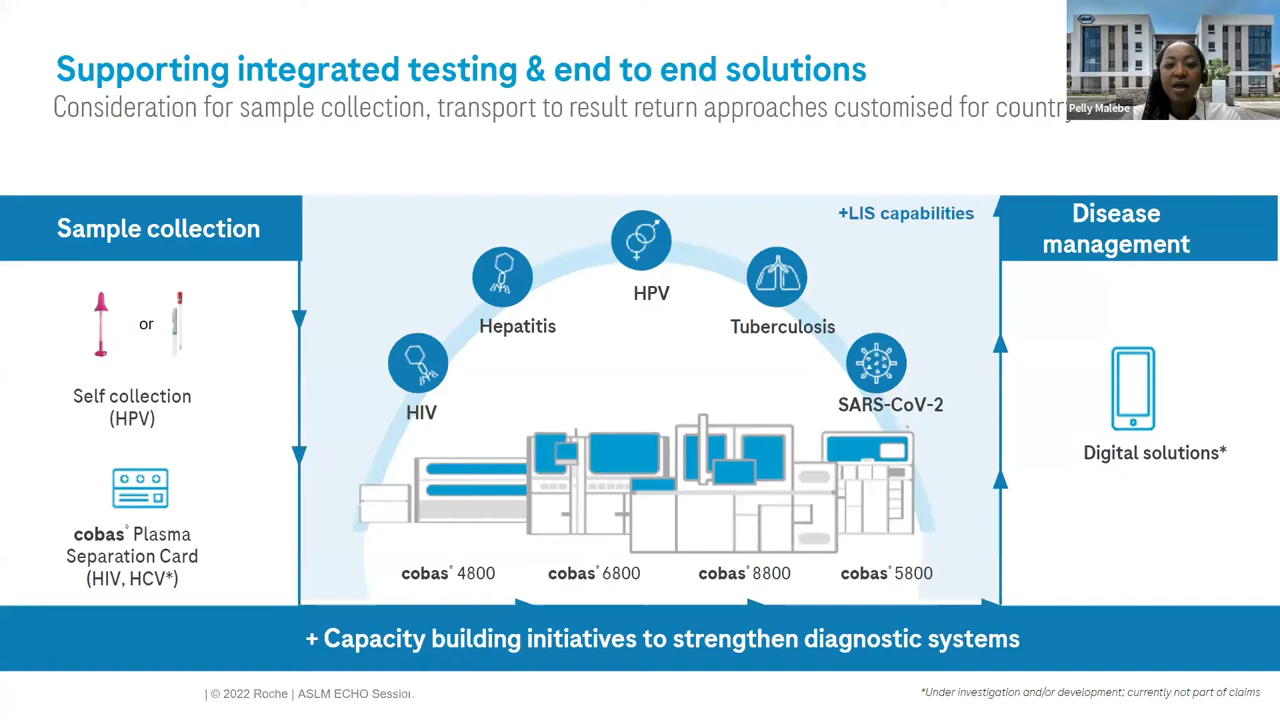 Supporting integrated testing & end to end solutions
Consideration for sample collection, transport to result return approaches customised for country
Pelly Malebe
Sample collection
or
Self collection
(HPV)
cobas® Plasma
Separation Card
(HIV, HCV*)
+LIS capabilities
HPV
Hepatitis
Tuberculosis
HIV
SARS-CoV-2
cobas® 4800
cobas® 6800
cobas® 8800
cobas® 5800
Disease
management
Digital solutions*
+ Capacity building initiatives to strengthen diagnostic systems
| © 2022 Roche | ASLM ECHO Session.
*Under investigation and/or development; currently not part of claims